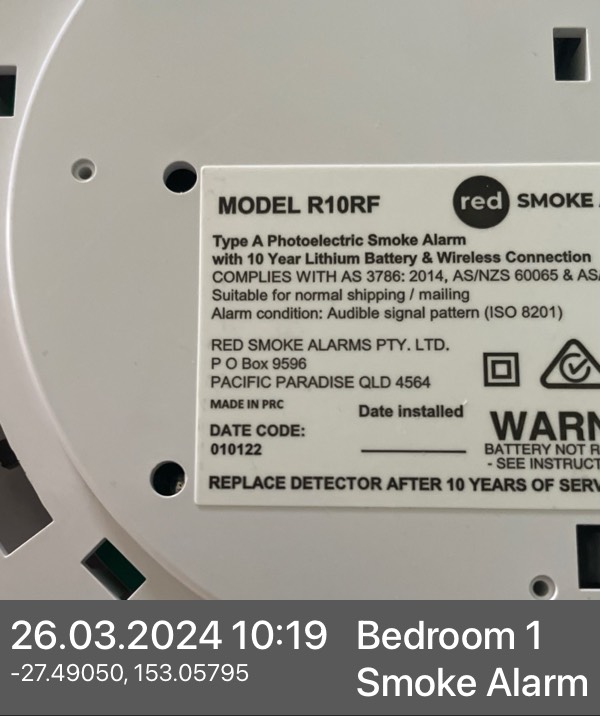 MODEL R10RF
red SMOKE
Type A Photoelectric Smoke Alarm
with 10 Year Lithium Battery & Wireless Connection
COMPLIES WITH AS 3786: 2014, AS/NZS 60065 &
Suitable for normal shipping / mailing
Alarm condition: Audible signal pattern (ISO 8201)
RED SMOKE ALARMS PTY. LTD.
P O Box 9596
PACIFIC PARADISE QLD 4564
MADE IN PRC
Date installed
DATE CODE:
010122
BATTERY NOT
- SEE
REPLACE DETECTOR AFTER 10 YEARS OF
26.03.2024 10:19
-27.49050, 153.05795
Bedroom 1
Smoke Alarm